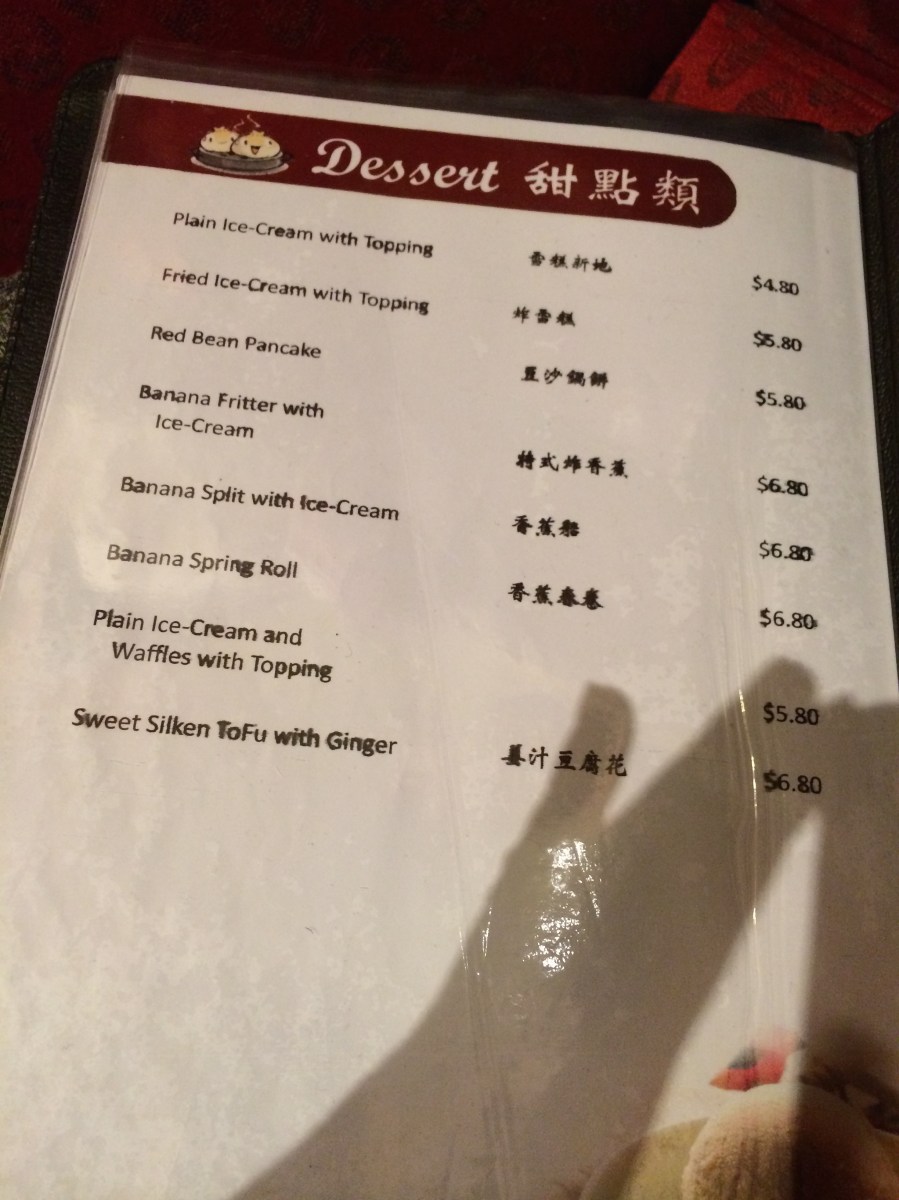 Dessert 甜點類
Plain Ice-Cream with Topping 雪糕新地 $4.80
Fried Ice-Cream with Topping 炸雪糕 $5.80
Red Bean Pancake 豆沙鍋餅 $5.80
Banana Fritter with
Ice-Cream 特式炸香蕉 $6.80
Banana Split with Ice-Cream 香蕉船 $6.80
Banana Spring Roll 香蕉春卷 $6.80
Plain Ice-Cream and
Waffles with Topping $5.80
Sweet Silken ToFu with Ginger 姜汁豆腐花 $6.80